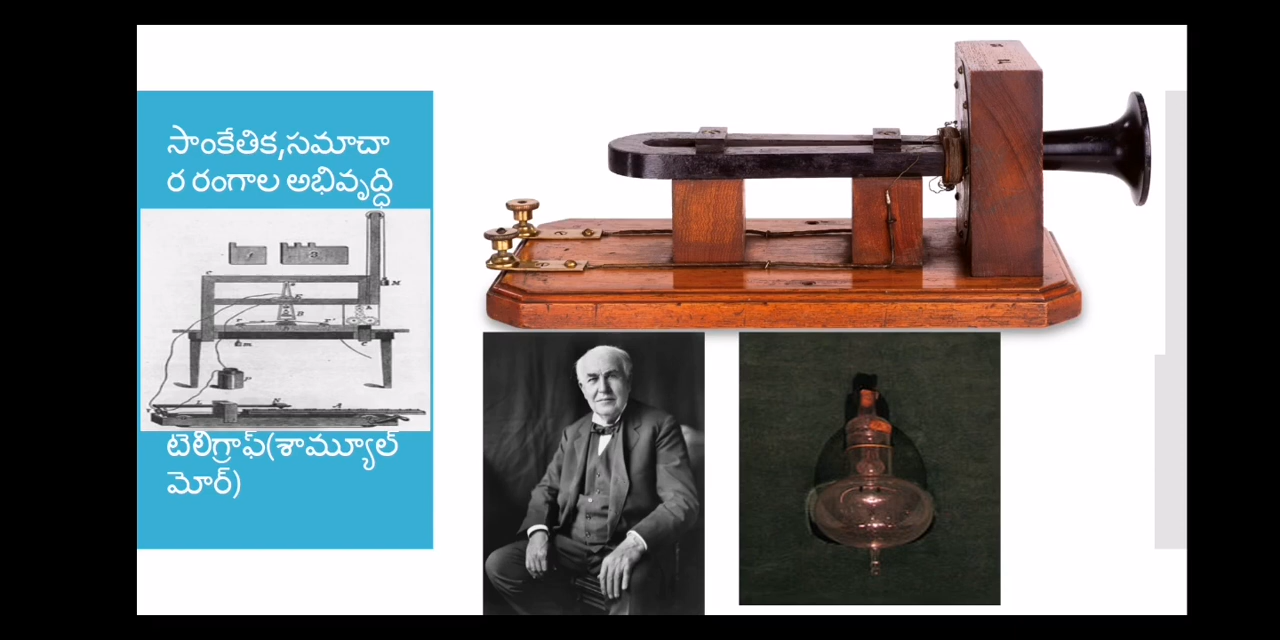 సాంకేతిక,సమాచా
ర రంగాల అభివృద్ధి
టెలిగ్రాఫ్(శామ్యూల్
మోర్)